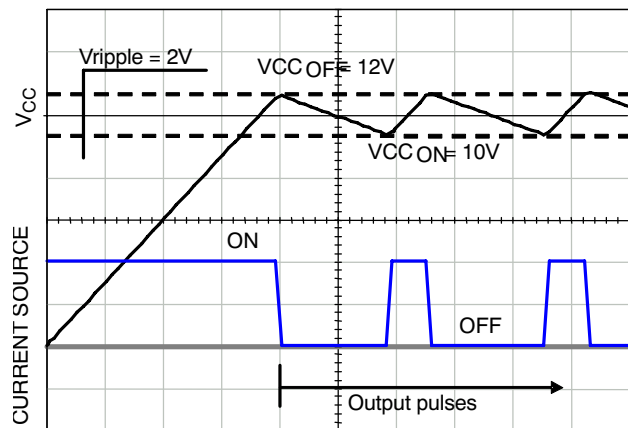 Vripple = 2V
VCC OFF = 12V
VCC
VCC ON = 10V
CURRENT SOURCE
ON
OFF
Output pulses